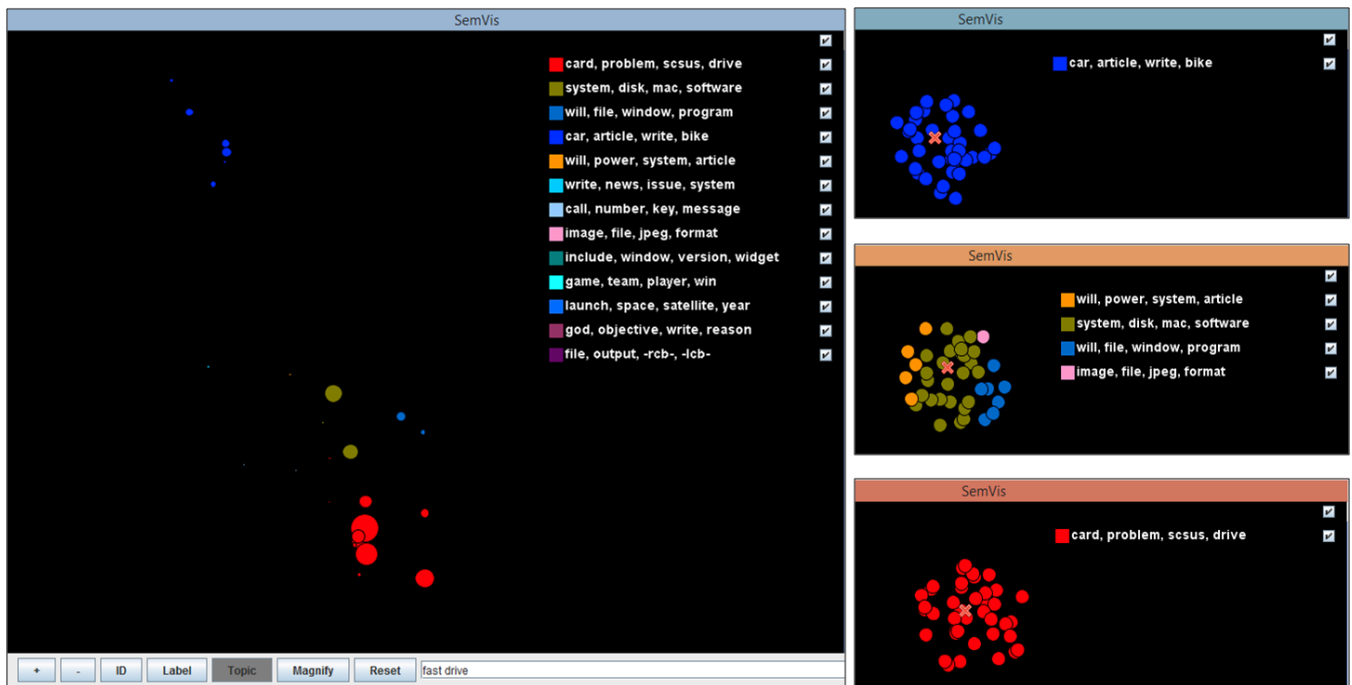 SemVis
card, problem, scsus, drive
system, disk, mac, software
will, file, window, program
car, article, write, bike
will, power, system, article
write, news, issue, system
call, number, key, message
image, file, jpeg, format
include, window, version, widget
game, team, player, win
launch, space, satellite, year
god, objective, write, reason
file, output, -rcb-, -lcb-
+ - ID Label Topic Magnify Reset fast drive
SemVis
car, article, write, bike
SemVis
will, power, system, article
system, disk, mac, software
will, file, window, program
image, file, jpeg, format
SemVis
card, problem, scsus, drive